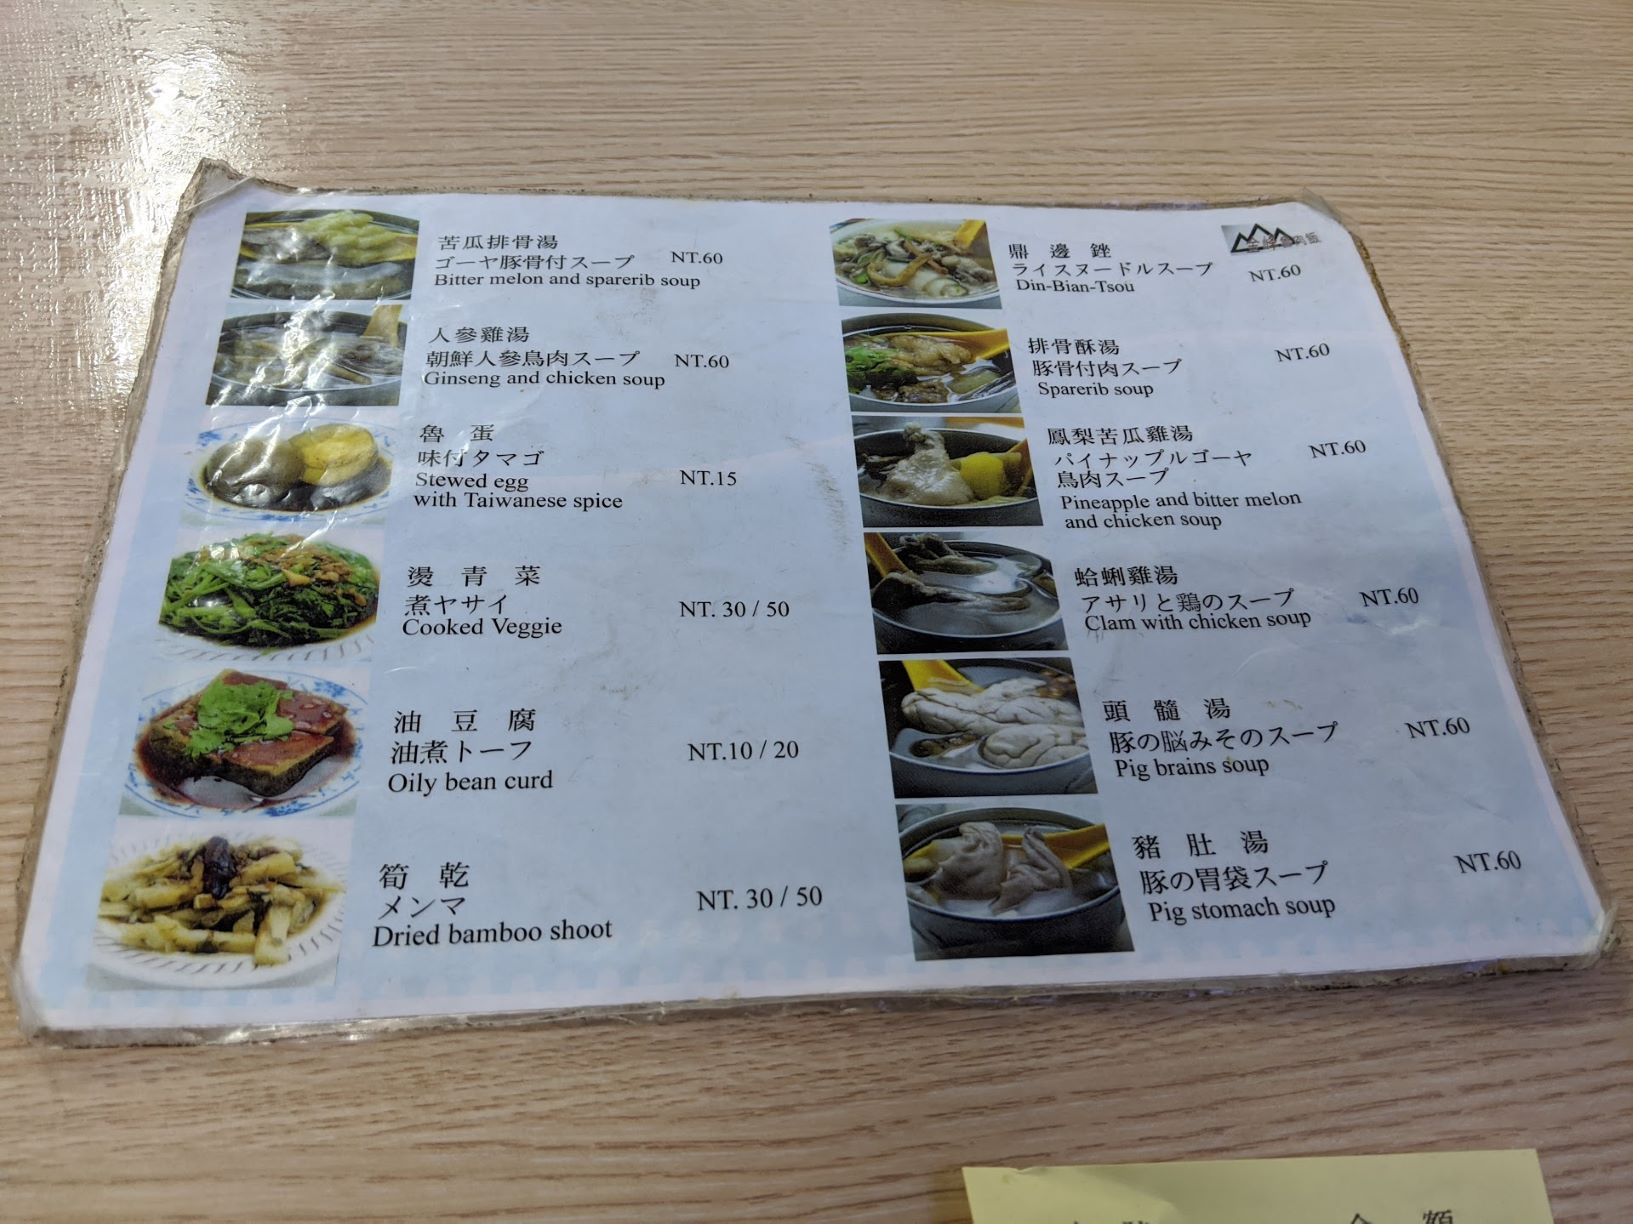 苦瓜排骨湯
ゴーヤ豚骨付スープ NT.60
Bitter melon and sparerib soup
人參雞湯
朝鮮人參鳥肉スープ NT.60
Ginseng and chicken soup
魯蛋
味付タマゴ
Stewed egg NT.15
with Taiwanese spice
燙青菜
煮ヤサイ NT. 30 / 50
Cooked Veggie
油豆腐
油煮トーフ NT.10 / 20
Oily bean curd
筍乾
メンマ NT. 30 / 50
Dried bamboo shoot
金峰魯肉飯
鼎邊銼
ライスヌードルスープ NT.60
Din-Bian-Tsou
排骨酥湯
豚骨付肉スープ NT.60
Sparerib soup
鳳梨苦瓜雞湯
パイナップルゴーヤ NT.60
鳥肉スープ
Pineapple and bitter melon
and chicken soup
蛤蜊雞湯
アサリと鶏のスープ NT.60
Clam with chicken soup
頭髓湯
豚の脳みそのスープ NT.60
Pig brains soup
豬肚湯
豚の胃袋スープ NT.60
Pig stomach soup
金額